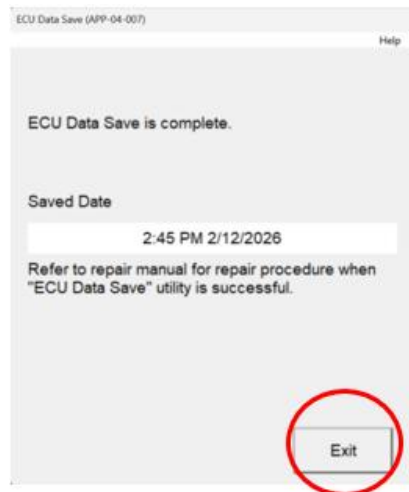 ECU Data Save (APP-04-007)
Help
ECU Data Save is complete.
Saved Date
2:45 PM 2/12/2026
Refer to repair manual for repair procedure when
"ECU Data Save" utility is successful.
Exit